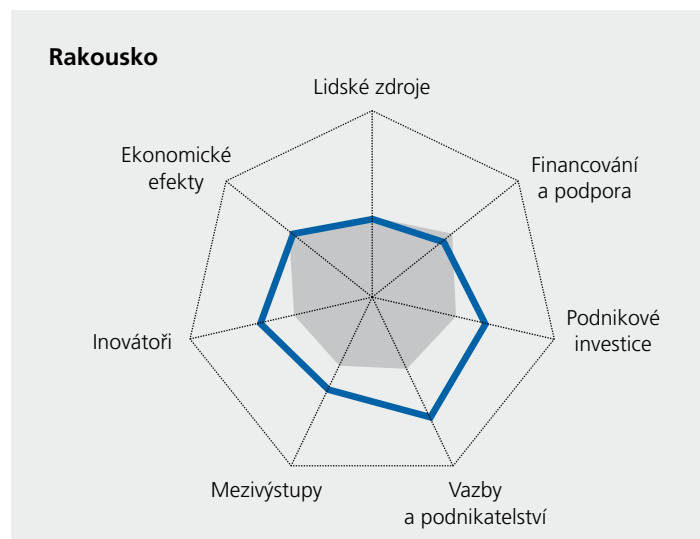 Rakousko
Lidské zdroje
Ekonomické
efekty
Financování
a podpora
Inovátoři
Podnikové
investice
Mezivýstupy
Vazby
a podnikatelství